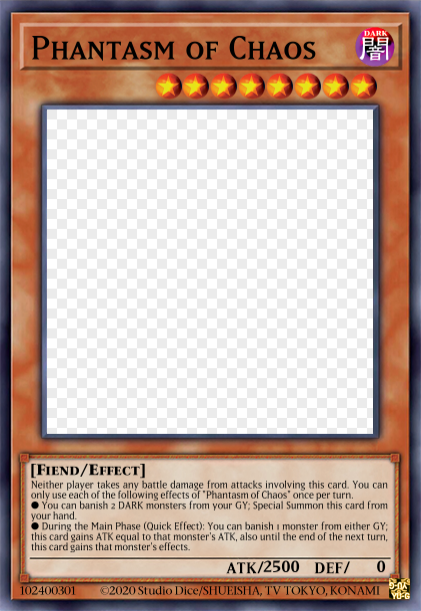 PHANTASM OF CHAOS
DARK
闇
[FIEND/EFFECT]
Neither player takes any battle damage from attacks involving this card. You can
only use each of the following effects of "Phantasm of Chaos" once per turn.
● You can banish 2 DARK monsters from your GY; Special Summon this card from
your hand.
● During the Main Phase (Quick Effect): You can banish 1 monster from either GY;
this card gains ATK equal to that monster's ATK, also until the end of the next turn,
this card gains that monster's effects.
ATK/2500 DEF/ 0
102400301 ©2020 Studio Dice/SHUEISHA, TV TOKYO, KONAMI